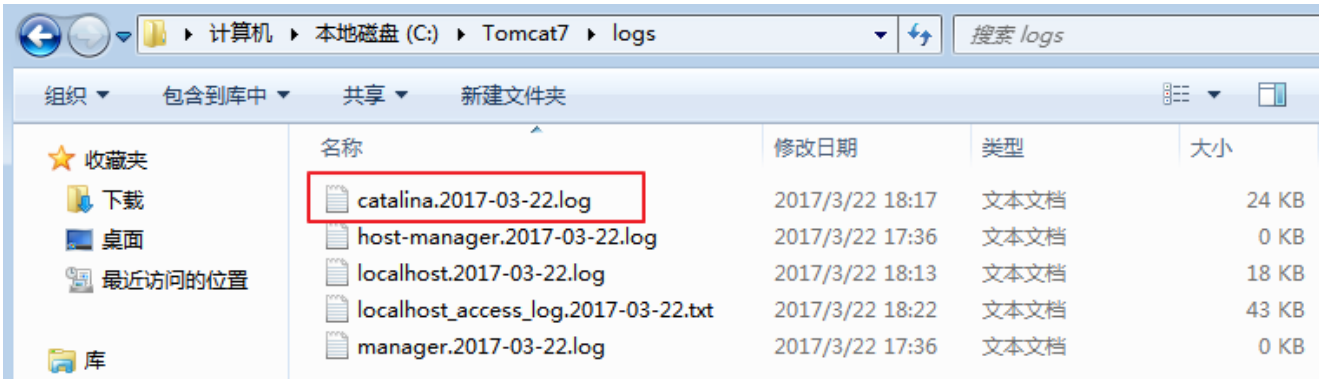 计算机 本地磁盘 (C:) Tomcat7 logs 搜索 logs
组织 包含到库中 共享 新建文件夹
收藏夹
下载
桌面
最近访问的位置
库
名称 修改日期 类型 大小
catalina.2017-03-22.log 2017/3/22 18:17 文本文档 24 KB
host-manager.2017-03-22.log 2017/3/22 17:36 文本文档 0 KB
localhost.2017-03-22.log 2017/3/22 18:13 文本文档 18 KB
localhost_access_log.2017-03-22.txt 2017/3/22 18:22 文本文档 43 KB
manager.2017-03-22.log 2017/3/22 17:36 文本文档 0 KB